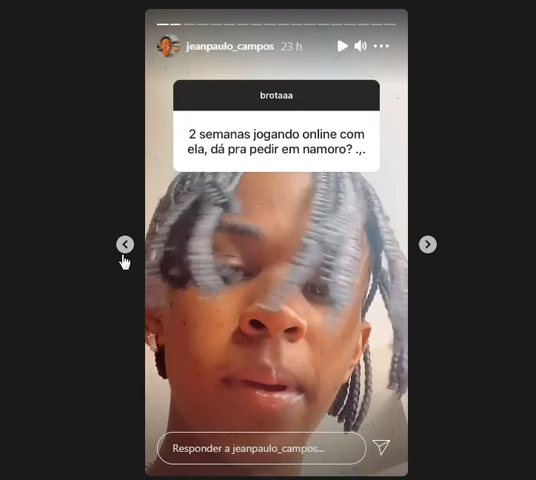 jeanpaulo_campos 23 h
brotaaa
2 semanas jogando online com
ela, dá pra pedir em namoro? .,.
Responder a jeanpaulo_campos...